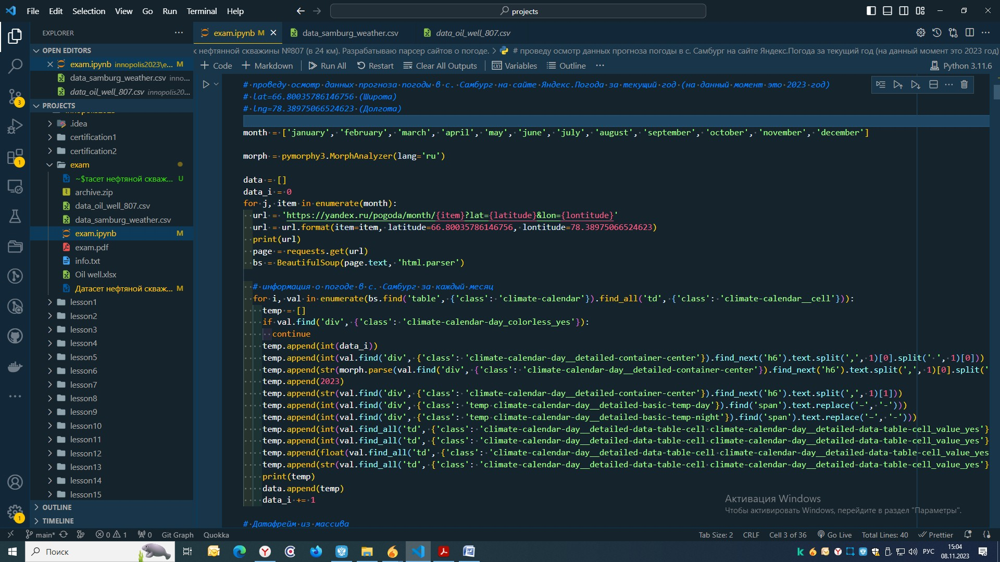 File Edit Selection View Go Run Terminal Help
projects
EXPLORER
exam.ipynb M
data_samburg_weather.csv
data_oil_well_807.csv
OPEN EDITORS
exam.ipynb innopolis2023\e... M
data_samburg_weather.csv inno...
data_oil_well_807.csv innopolis20...
PROJECTS
.idea
certification1
certification2
exam
~$тасет нефтяной скваж... U
archive.zip
data_oil_well_807.csv
data_samburg_weather.csv
exam.ipynb M
exam.pdf
info.txt
Oil well.xlsx
Датасет нефтяной скваж... M
lesson1
lesson2
lesson3
lesson4
lesson5
lesson6
lesson7
lesson8
lesson9
lesson10
lesson11
lesson12
lesson13
lesson14
lesson15
OUTLINE
TIMELINE
3
1
1
к нефтянной скважины №807 (в 24 км). Разрабатываю парсер сайтов о погоде. > # проведу осмотр данных прогноза погоды в с. Самбург на сайте Яндекс.Погода за текущий год (на данный момент это 2023 год)
+ Code + Markdown Run All Restart Clear All Outputs Variables Outline ... Python 3.11.6
# проведу осмотр данных прогноза погоды в с. Самбург на сайте Яндекс.Погода за текущий год (на данный момент это 2023 год)
# lat=66.80035786146756 (Широта)
# lng=78.38975066524623 (Долгота)
month = ['january', 'february', 'march', 'april', 'may', 'june', 'july', 'august', 'september', 'october', 'november', 'december']
morph = pymorphy3.MorphAnalyzer(lang='ru')
data = []
data_i = 0
for j, item in enumerate(month):
url = 'https://yandex.ru/pogoda/month/{item}?lat={latitude}&lon={lontitude}'
url = url.format(item=item, latitude=66.80035786146756, lontitude=78.38975066524623)
print(url)
page = requests.get(url)
bs = BeautifulSoup(page.text, 'html.parser')
# информация о погоде в с. Самбург за каждый месяц
for i, val in enumerate(bs.find('table', {'class': 'climate-calendar'}).find_all('td', {'class': 'climate-calendar__cell'})):
temp = []
if val.find('div', {'class': 'climate-calendar-day_colorless_yes'}):
continue
temp.append(int(data_i))
temp.append(int(val.find('div', {'class': 'climate-calendar-day__detailed-container-center'}).find_next('h6').text.split(',', 1)[0].split(' ', 1)[0]))
temp.append(str(morph.parse(val.find('div', {'class': 'climate-calendar-day__detailed-container-center'}).find_next('h6').text.split(',', 1)[0].split('
temp.append(2023)
temp.append(str(val.find('div', {'class': 'climate-calendar-day__detailed-container-center'}).find_next('h6').text.split(',', 1)[1]))
temp.append(int(val.find('div', {'class': 'temp climate-calendar-day__detailed-basic-temp-day'}).find('span').text.replace('−', '-')))
temp.append(int(val.find('div', {'class': 'temp climate-calendar-day__detailed-basic-temp-night'}).find('span').text.replace('−', '-')))
temp.append(int(val.find_all('td', {'class': 'climate-calendar-day__detailed-data-table-cell climate-calendar-day__detailed-data-table-cell_value_yes'}
temp.append(int(val.find_all('td', {'class': 'climate-calendar-day__detailed-data-table-cell climate-calendar-day__detailed-data-table-cell_value_yes'}
temp.append(float(val.find_all('td', {'class': 'climate-calendar-day__detailed-data-table-cell climate-calendar-day__detailed-data-table-cell_value_yes
temp.append(str(val.find_all('td', {'class': 'climate-calendar-day__detailed-data-table-cell climate-calendar-day__detailed-data-table-cell_value_yes'}
print(temp)
data.append(temp)
data_i += 1
# Датафрейм из массива
Активация Windows
Чтобы активировать Windows, перейдите в раздел "Параметры".
main* 0 1 0 Git Graph Quokka
Tab Size: 2 CRLF Cell 3 of 36 Go Live Total Lines: 40 Prettier
Поиск
РУС
15:04
08.11.2023